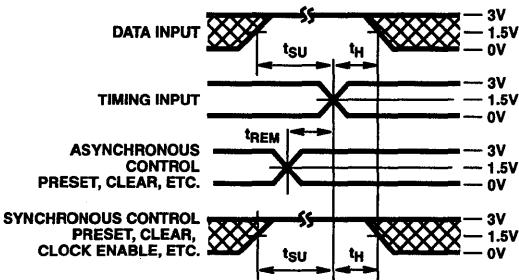 DATA INPUT
3V
1.5V
0V
tSU
tH
TIMING INPUT
3V
1.5V
0V
tREM
ASYNCHRONOUS
CONTROL
PRESET, CLEAR, ETC.
3V
1.5V
0V
SYNCHRONOUS CONTROL
PRESET, CLEAR,
CLOCK ENABLE, ETC.
3V
1.5V
0V
tSU
tH